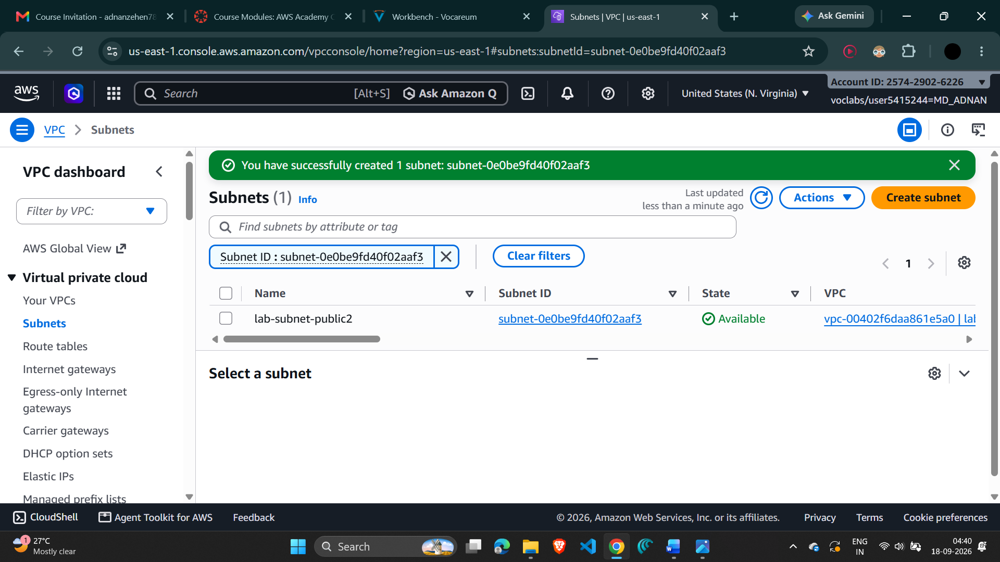 Course Invitation - adnanzehen78
Course Modules: AWS Academy C
Workbench - Vocareum
Subnets | VPC | us-east-1
Ask Gemini
us-east-1.console.aws.amazon.com/vpcconsole/home?region=us-east-1#subnets:subnetId=subnet-0e0be9fd40f02aaf3
aws
Search
[Alt+S]
Ask Amazon Q
United States (N. Virginia)
Account ID: 2574-2902-6226
voclabs/user5415244=MD_ADNAN
VPC
Subnets
VPC dashboard
Filter by VPC:
AWS Global View
Virtual private cloud
Your VPCs
Subnets
Route tables
Internet gateways
Egress-only Internet
gateways
Carrier gateways
DHCP option sets
Elastic IPs
Managed prefix lists
You have successfully created 1 subnet: subnet-0e0be9fd40f02aaf3
Subnets (1) Info
Last updated
less than a minute ago
Actions
Create subnet
Find subnets by attribute or tag
Subnet ID : subnet-0e0be9fd40f02aaf3
Clear filters
1
Name
Subnet ID
State
VPC
lab-subnet-public2
subnet-0e0be9fd40f02aaf3
Available
vpc-00402f6daa861e5a0 | lab
Select a subnet
CloudShell
Agent Toolkit for AWS
Feedback
© 2026, Amazon Web Services, Inc. or its affiliates.
Privacy
Terms
Cookie preferences
1
27°C
Mostly clear
Search
ENG
IN
04:40
18-09-2026